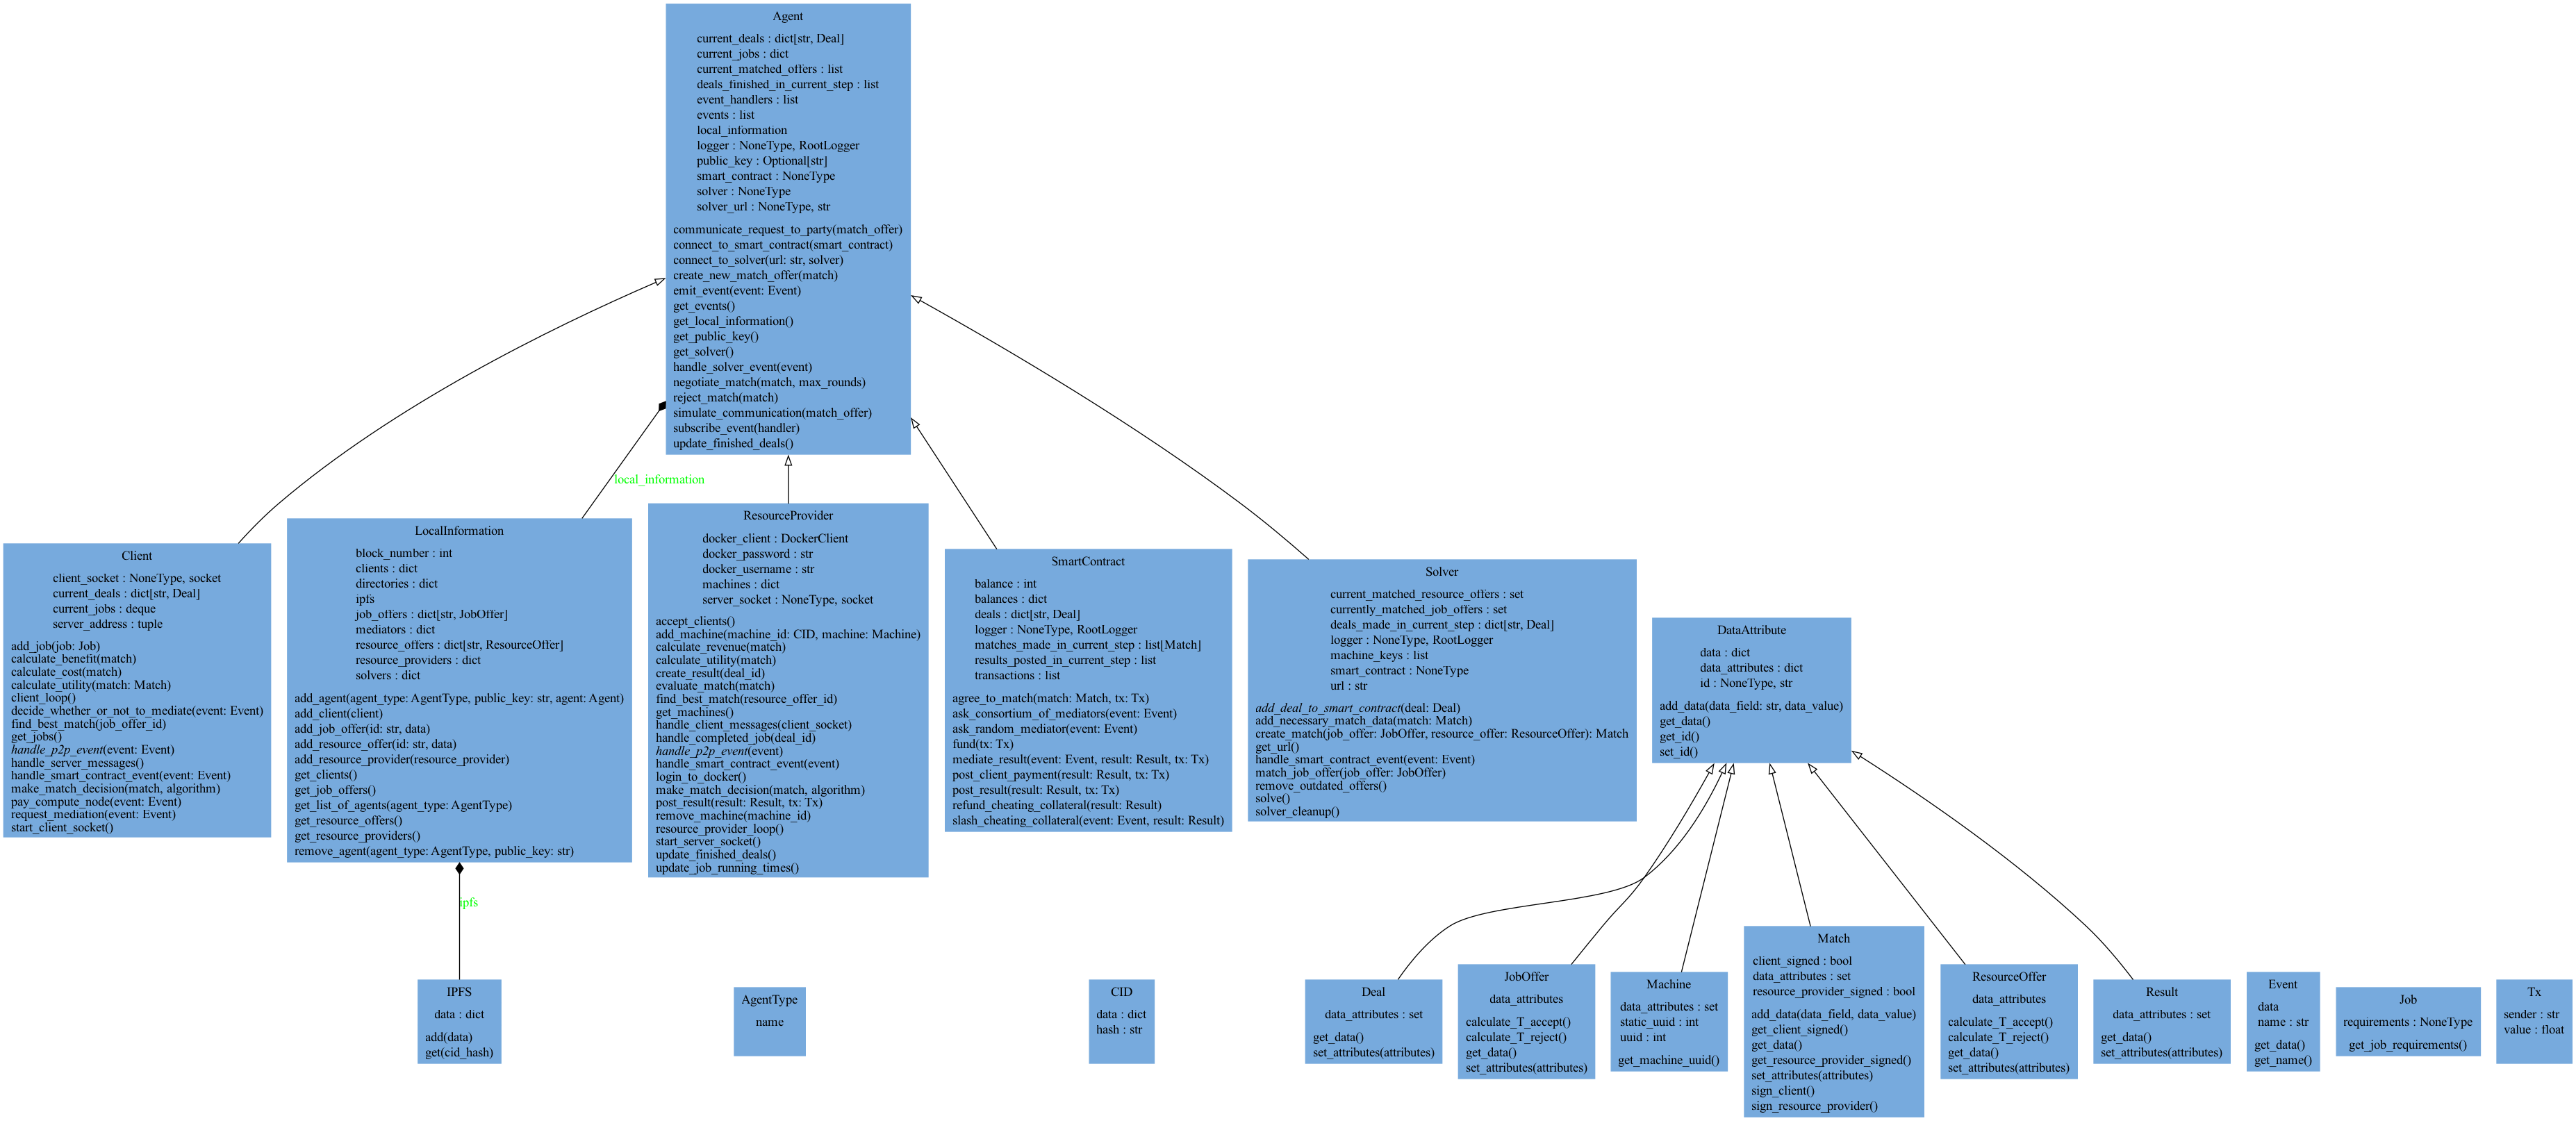 Agent
current_deals : dict[str, Deal]
current_jobs : dict
current_matched_offers : list
deals_finished_in_current_step : list
event_handlers : list
events : list
local_information
logger : NoneType, RootLogger
public_key : Optional[str]
smart_contract : NoneType
solver : NoneType
solver_url : NoneType, str
communicate_request_to_party(match_offer)
connect_to_smart_contract(smart_contract)
connect_to_solver(url: str, solver)
create_new_match_offer(match)
emit_event(event: Event)
get_events()
get_local_information()
get_public_key()
get_solver()
handle_solver_event(event)
negotiate_match(match, max_rounds)
reject_match(match)
simulate_communication(match_offer)
subscribe_event(handler)
update_finished_deals()
local_information
Client
client_socket : NoneType, socket
current_deals : dict[str, Deal]
current_jobs : deque
server_address : tuple
add_job(job: Job)
calculate_benefit(match)
calculate_cost(match)
calculate_utility(match: Match)
client_loop()
decide_whether_or_not_to_mediate(event: Event)
find_best_match(job_offer_id)
get_jobs()
handle_p2p_event(event: Event)
handle_server_messages()
handle_smart_contract_event(event: Event)
make_match_decision(match, algorithm)
pay_compute_node(event: Event)
request_mediation(event: Event)
start_client_socket()
LocalInformation
block_number : int
clients : dict
directories : dict
ipfs
job_offers : dict[str, JobOffer]
mediators : dict
resource_offers : dict[str, ResourceOffer]
resource_providers : dict
solvers : dict
add_agent(agent_type: AgentType, public_key: str, agent: Agent)
add_client(client)
add_job_offer(id: str, data)
add_resource_offer(id: str, data)
add_resource_provider(resource_provider)
get_clients()
get_job_offers()
get_list_of_agents(agent_type: AgentType)
get_resource_offers()
get_resource_providers()
remove_agent(agent_type: AgentType, public_key: str)
ResourceProvider
docker_client : DockerClient
docker_password : str
docker_username : str
machines : dict
server_socket : NoneType, socket
accept_clients()
add_machine(machine_id: CID, machine: Machine)
calculate_revenue(match)
calculate_utility(match)
create_result(deal_id)
evaluate_match(match)
find_best_match(resource_offer_id)
get_machines()
handle_client_messages(client_socket)
handle_completed_job(deal_id)
handle_p2p_event(event)
handle_smart_contract_event(event)
login_to_docker()
make_match_decision(match, algorithm)
post_result(result: Result, tx: Tx)
remove_machine(machine_id)
resource_provider_loop()
start_server_socket()
update_finished_deals()
update_job_running_times()
SmartContract
balance : int
balances : dict
deals : dict[str, Deal]
logger : NoneType, RootLogger
matches_made_in_current_step : list[Match]
results_posted_in_current_step : list
transactions : list
agree_to_match(match: Match, tx: Tx)
ask_consortium_of_mediators(event: Event)
ask_random_mediator(event: Event)
fund(tx: Tx)
mediate_result(event: Event, result: Result, tx: Tx)
post_client_payment(result: Result, tx: Tx)
post_result(result: Result, tx: Tx)
refund_cheating_collateral(result: Result)
slash_cheating_collateral(event: Event, result: Result)
Solver
current_matched_resource_offers : set
currently_matched_job_offers : set
deals_made_in_current_step : dict[str, Deal]
logger : NoneType, RootLogger
machine_keys : list
smart_contract : NoneType
url : str
add_deal_to_smart_contract(deal: Deal)
add_necessary_match_data(match: Match)
create_match(job_offer: JobOffer, resource_offer: ResourceOffer): Match
get_url()
handle_smart_contract_event(event: Event)
match_job_offer(job_offer: JobOffer)
remove_outdated_offers()
solve()
solver_cleanup()
DataAttribute
data : dict
data_attributes : dict
id : NoneType, str
add_data(data_field: str, data_value)
get_data()
get_id()
set_id()
ipfs
IPFS
data : dict
add(data)
get(cid_hash)
AgentType
name
CID
data : dict
hash : str
Deal
data_attributes : set
get_data()
set_attributes(attributes)
JobOffer
data_attributes
calculate_T_accept()
calculate_T_reject()
get_data()
set_attributes(attributes)
Machine
data_attributes : set
static_uuid : int
uuid : int
get_machine_uuid()
Match
client_signed : bool
data_attributes : set
resource_provider_signed : bool
add_data(data_field, data_value)
get_client_signed()
get_data()
get_resource_provider_signed()
set_attributes(attributes)
sign_client()
sign_resource_provider()
ResourceOffer
data_attributes
calculate_T_accept()
calculate_T_reject()
get_data()
set_attributes(attributes)
Result
data_attributes : set
get_data()
set_attributes(attributes)
Event
data
name : str
get_data()
get_name()
Job
requirements : NoneType
get_job_requirements()
Tx
sender : str
value : float